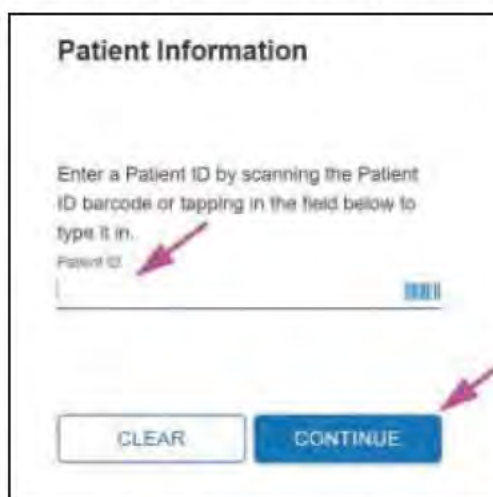 Patient Information
Enter a Patient ID by scanning the Patient
ID barcode or tapping in the field below to
type it in.
Patient ID
CLEAR
CONTINUE